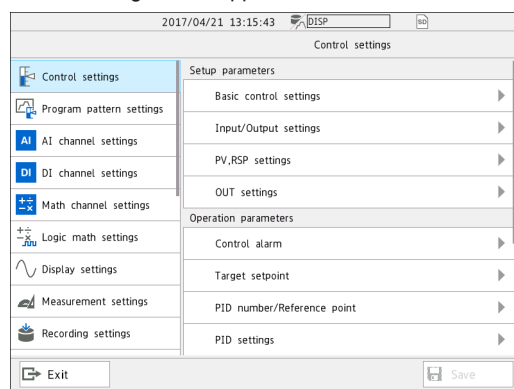 2017/04/21 13:15:43 DISP SD
Control settings
Control settings
Program pattern settings
AI AI channel settings
DI DI channel settings
Math channel settings
Logic math settings
Display settings
Measurement settings
Recording settings
Setup parameters
Basic control settings
Input/Output settings
PV,RSP settings
OUT settings
Operation parameters
Control alarm
Target setpoint
PID number/Reference point
PID settings
Exit
Save